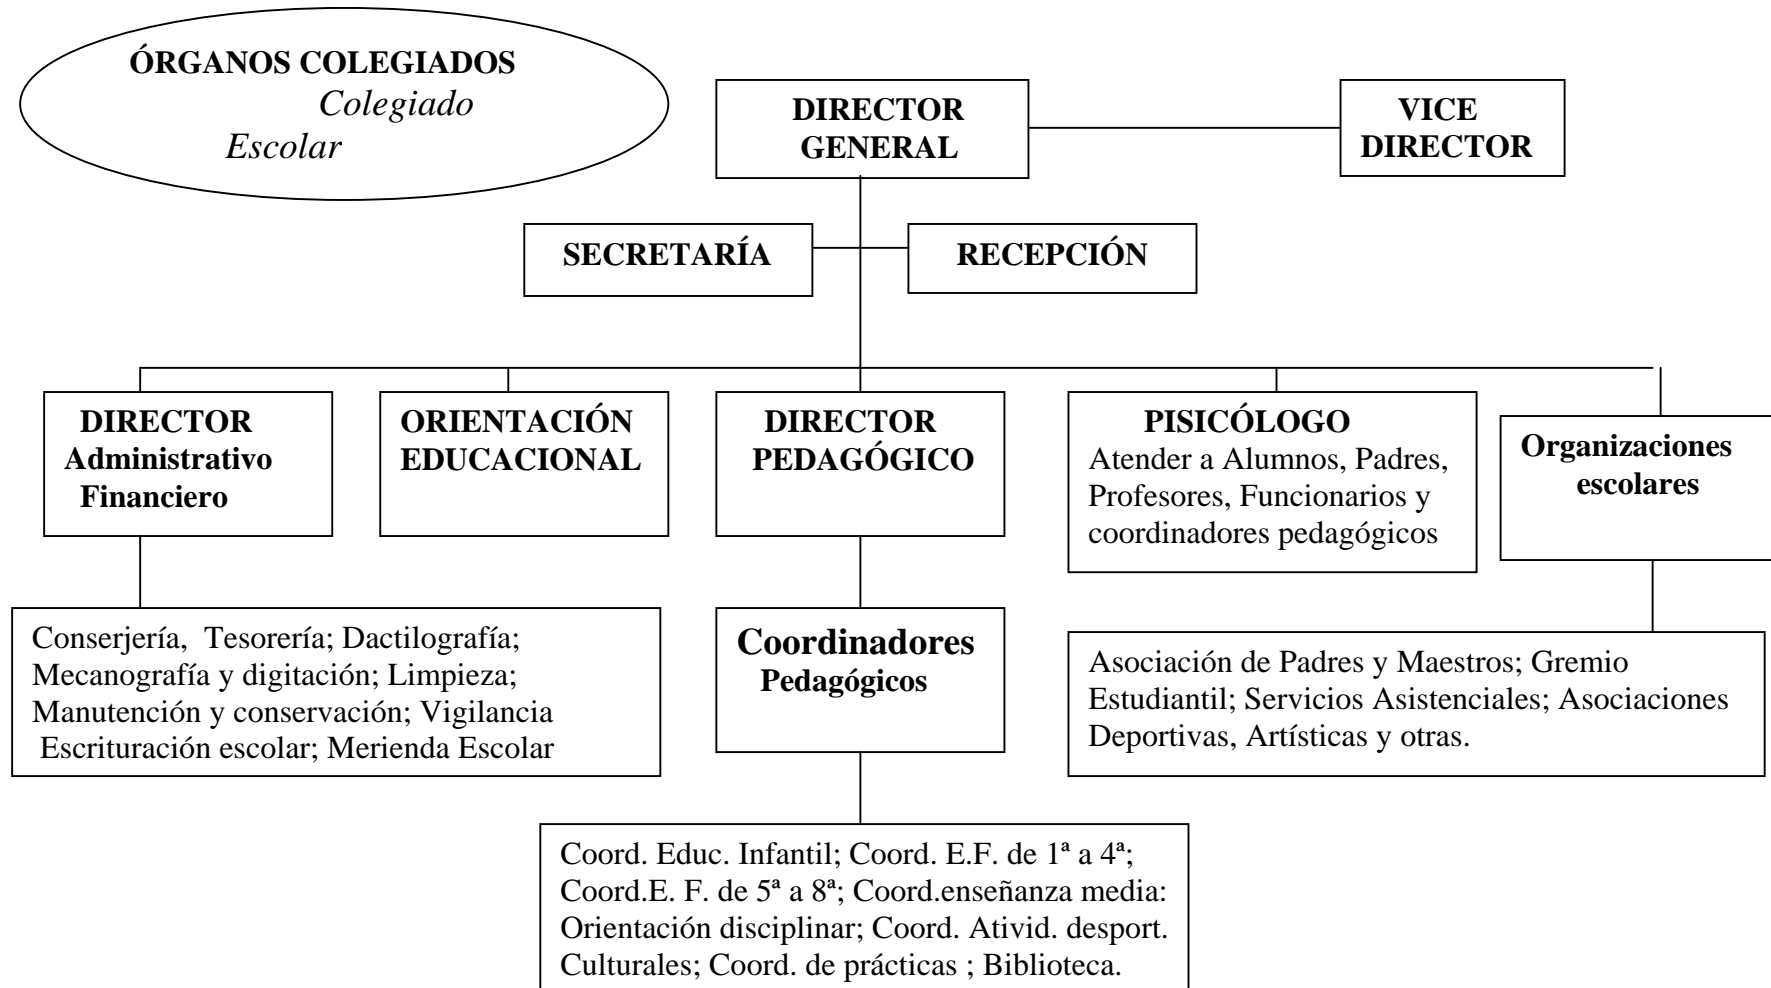 ÓRGANOS COLEGIADOS
Colegiado
Escolar
DIRECTOR
GENERAL
VICE
DIRECTOR
SECRETARÍA
RECEPCIÓN
DIRECTOR
Administrativo
Financiero
ORIENTACIÓN
EDUCACIONAL
DIRECTOR
PEDAGÓGICO
PISICÓLOGO
Atender a Alumnos, Padres,
Profesores, Funcionarios y
coordinadores pedagógicos
Organizaciones
escolares
Conserjería, Tesorería; Dactilografía;
Mecanografía y digitación; Limpieza;
Manutención y conservación; Vigilancia
Escrituración escolar; Merienda Escolar
Coordinadores
Pedagógicos
Asociación de Padres y Maestros; Gremio
Estudiantil; Servicios Asistenciales; Asociaciones
Deportivas, Artísticas y otras.
Coord. Educ. Infantil; Coord. E.F. de 1ª a 4ª;
Coord.E. F. de 5ª a 8ª; Coord.enseñanza media:
Orientación disciplinar; Coord. Ativid. desport.
Culturales; Coord. de prácticas ; Biblioteca.